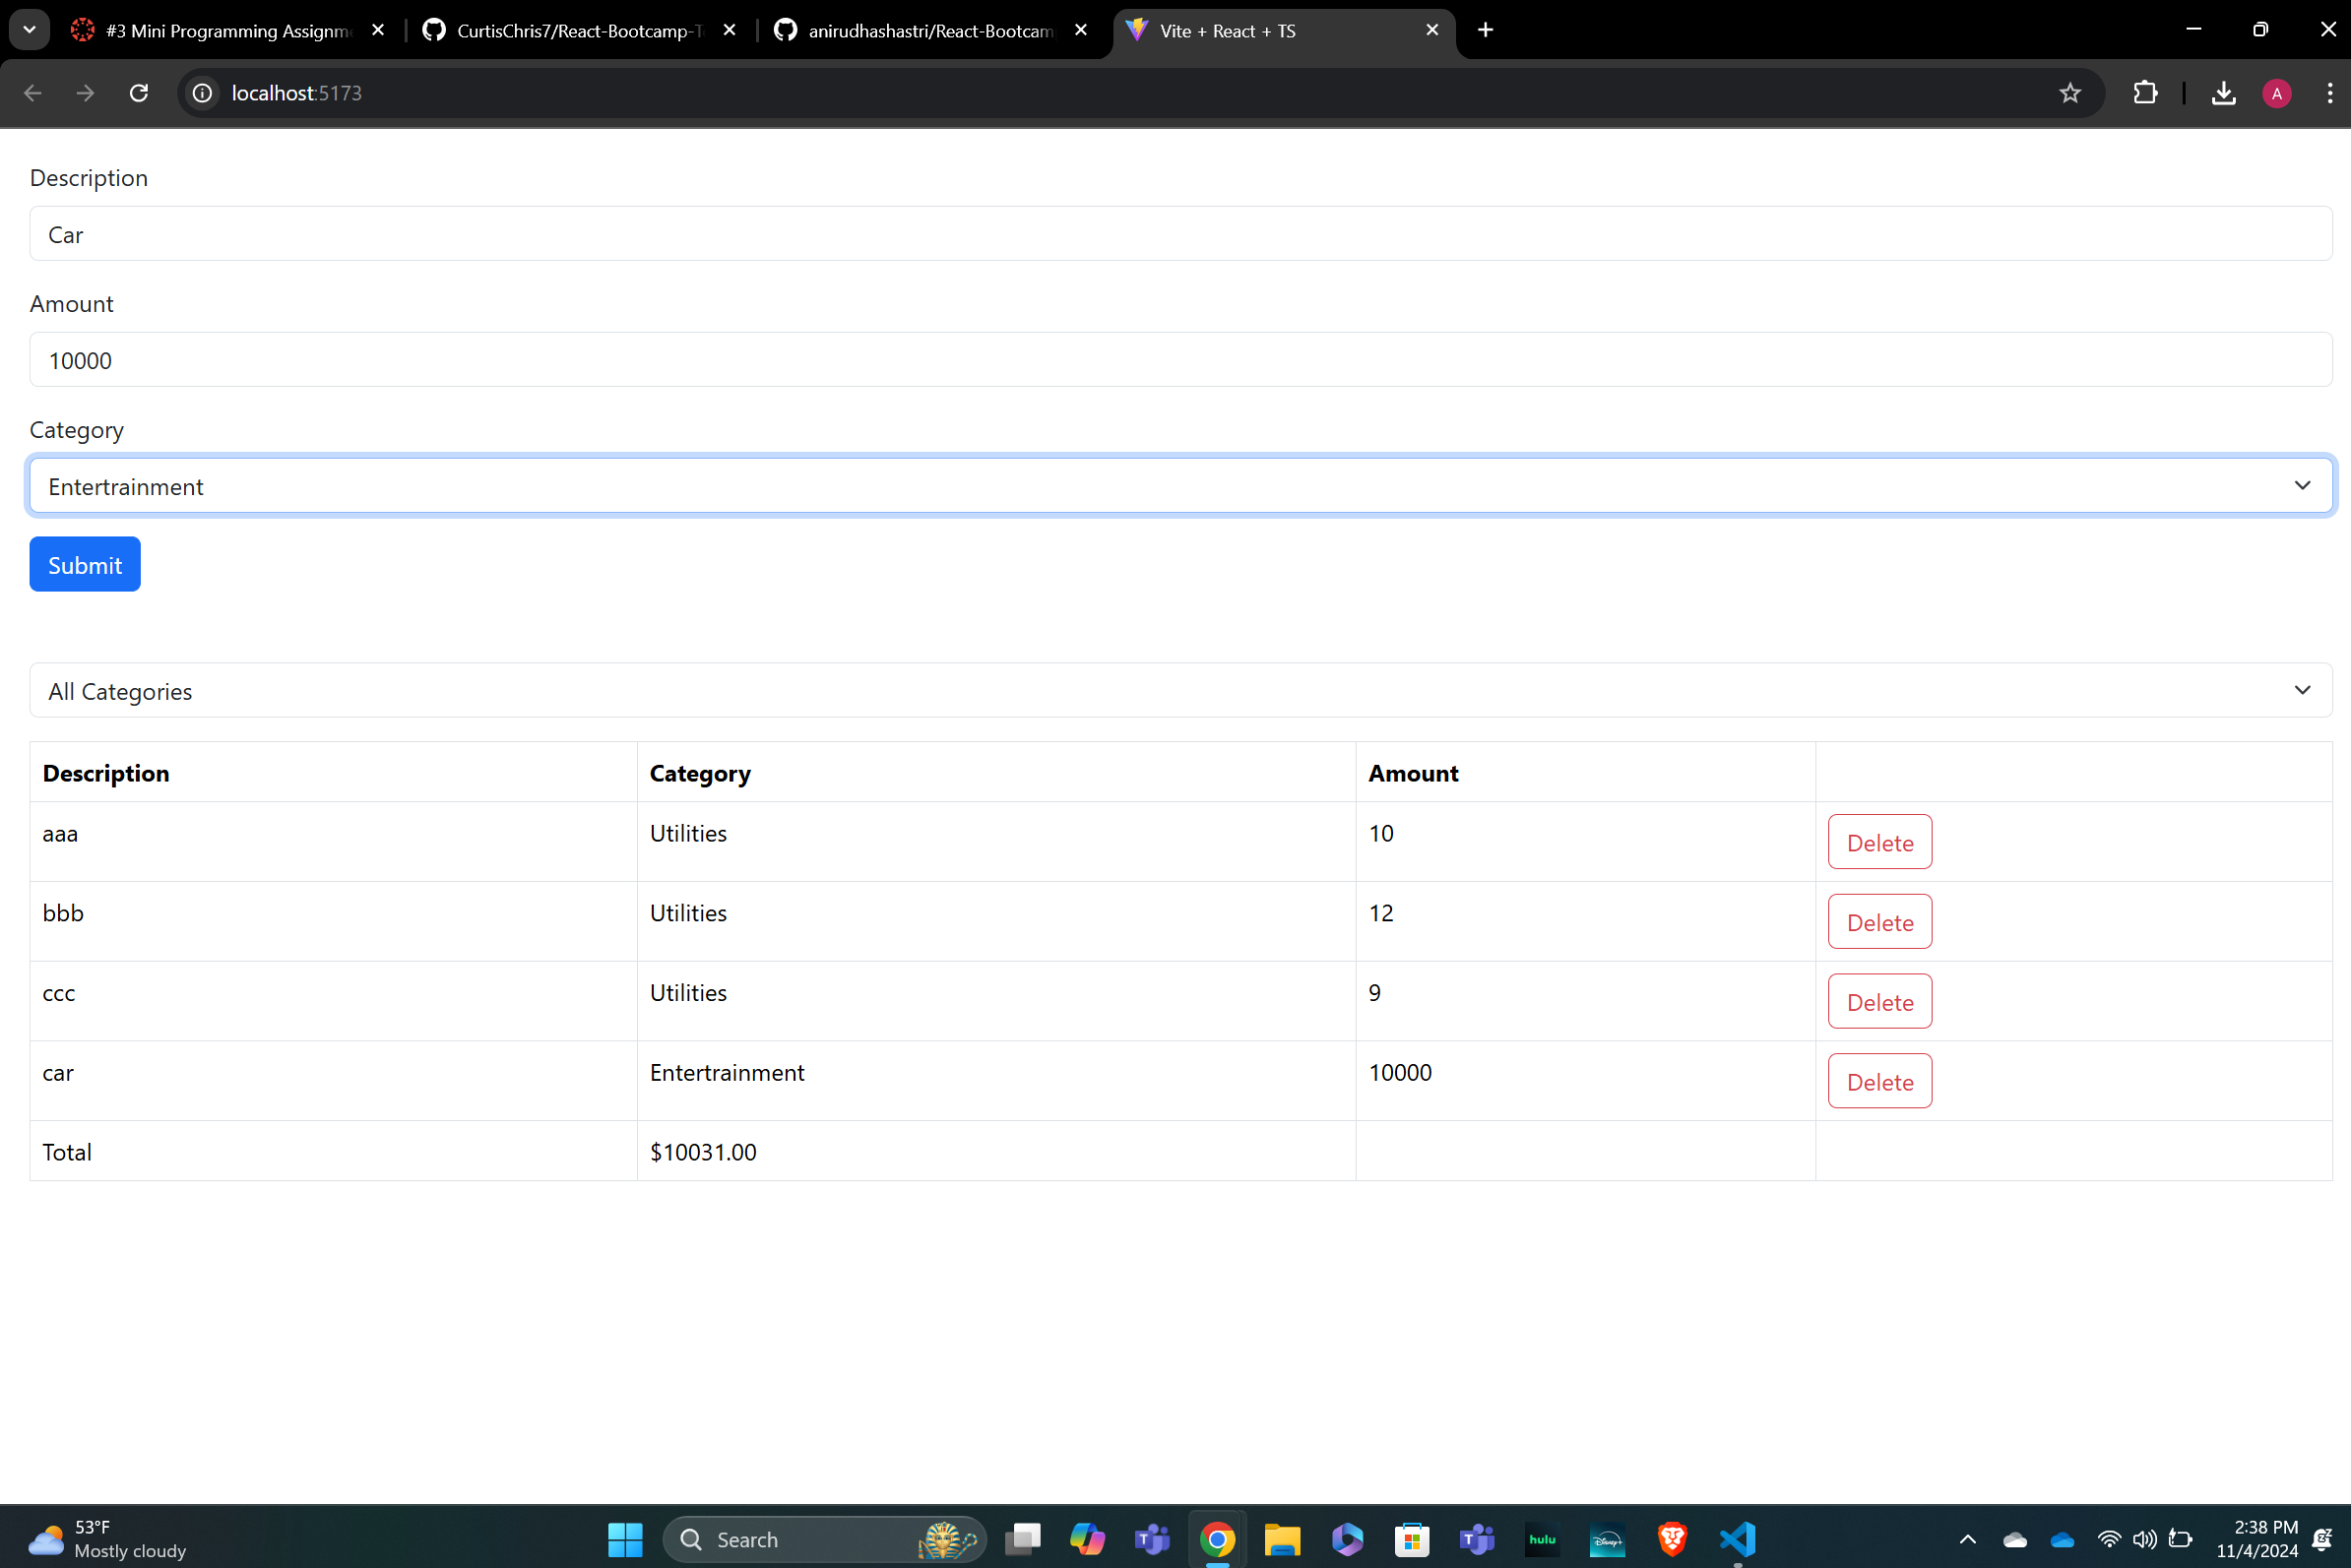 #3 Mini Programming Assignm
CurtisChris7/React-Bootcamp-T
anirudhashastri/React-Bootcam
Vite + React + TS
localhost:5173
A
Description
Car
Amount
10000
Category
Entertrainment
Submit
All Categories
Description Category Amount
aaa Utilities 10 Delete
bbb Utilities 12 Delete
ccc Utilities 9 Delete
car Entertrainment 10000 Delete
Total $10031.00
53°F
Mostly cloudy
Search
hulu
Disney+
2:38 PM
11/4/2024